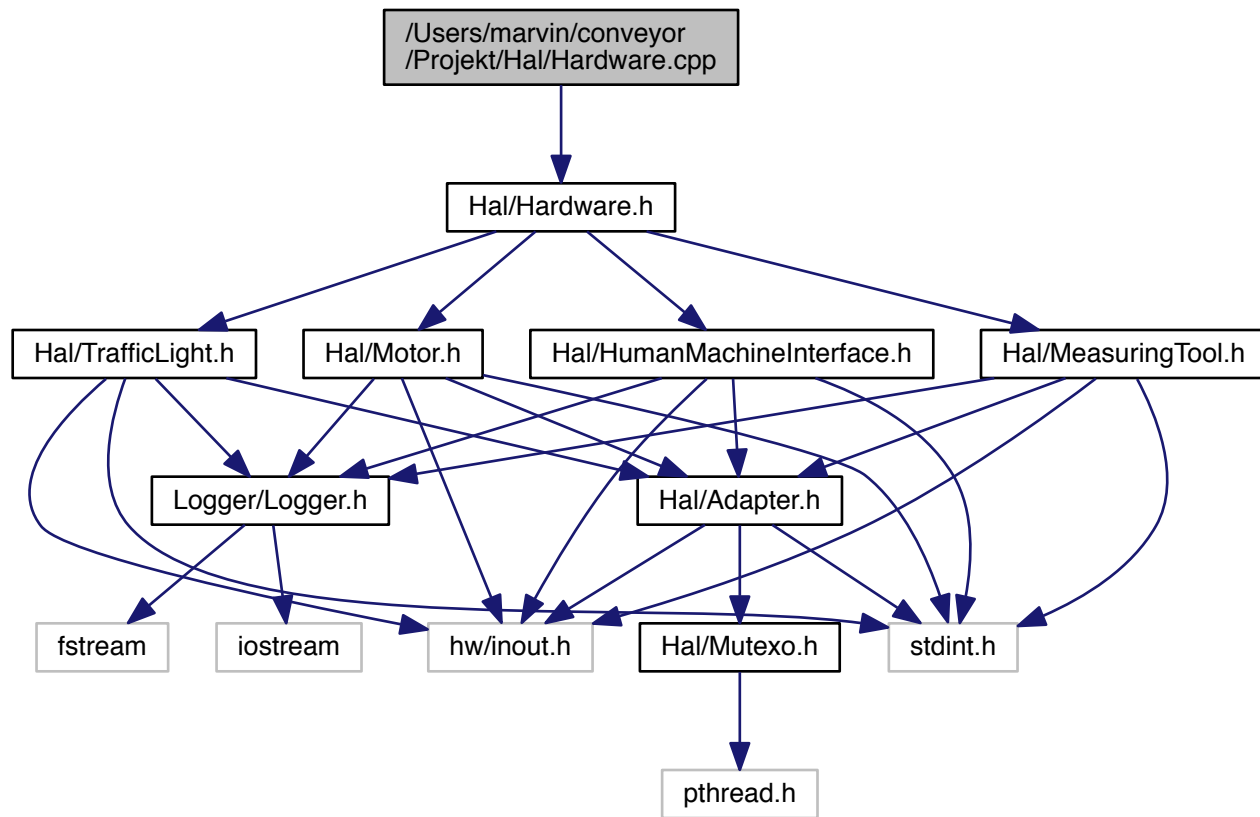 /Users/marvin/conveyor
/Projekt/Hal/Hardware.cpp
Hal/Hardware.h
Hal/TrafficLight.h
Hal/Motor.h
Hal/HumanMachineInterface.h
Hal/MeasuringTool.h
Logger/Logger.h
Hal/Adapter.h
fstream
iostream
hw/inout.h
Hal/Mutexo.h
stdint.h
pthread.h